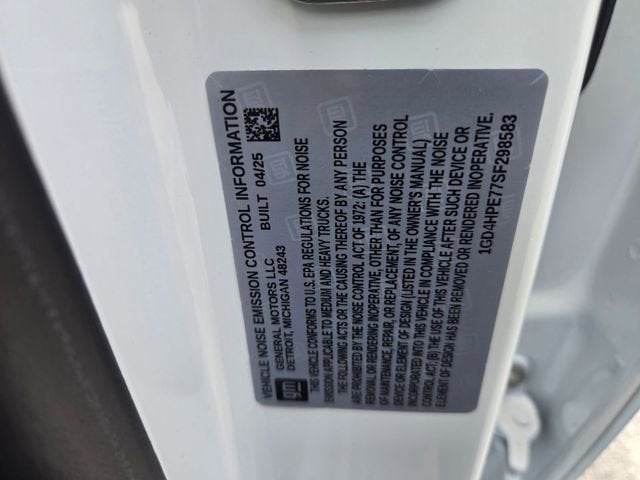 VEHICLE NOISE EMISSION CONTROL INFORMATION
gm
GENERAL MOTORS LLC
DETROIT, MICHIGAN 48243
BUILT 04/25
THIS VEHICLE CONFORMS TO U.S. EPA REGULATIONS FOR NOISE
EMISSION APPLICABLE TO MEDIUM AND HEAVY TRUCKS.
THE FOLLOWING ACTS OR THE CAUSING THEREOF BY ANY PERSON
ARE PROHIBITED BY THE NOISE CONTROL ACT OF 1972: (A) THE
REMOVAL OR RENDERING INOPERATIVE, OTHER THAN FOR PURPOSES
OF MAINTENANCE, REPAIR, OR REPLACEMENT, OF ANY NOISE CONTROL
DEVICE OR ELEMENT OF DESIGN (LISTED IN THE OWNER'S MANUAL)
INCORPORATED INTO THIS VEHICLE IN COMPLIANCE WITH THE NOISE
CONTROL ACT; (B) THE USE OF THIS VEHICLE AFTER SUCH DEVICE OR
ELEMENT OF DESIGN HAS BEEN REMOVED OR RENDERED INOPERATIVE.
1GD4HPE77SF298583